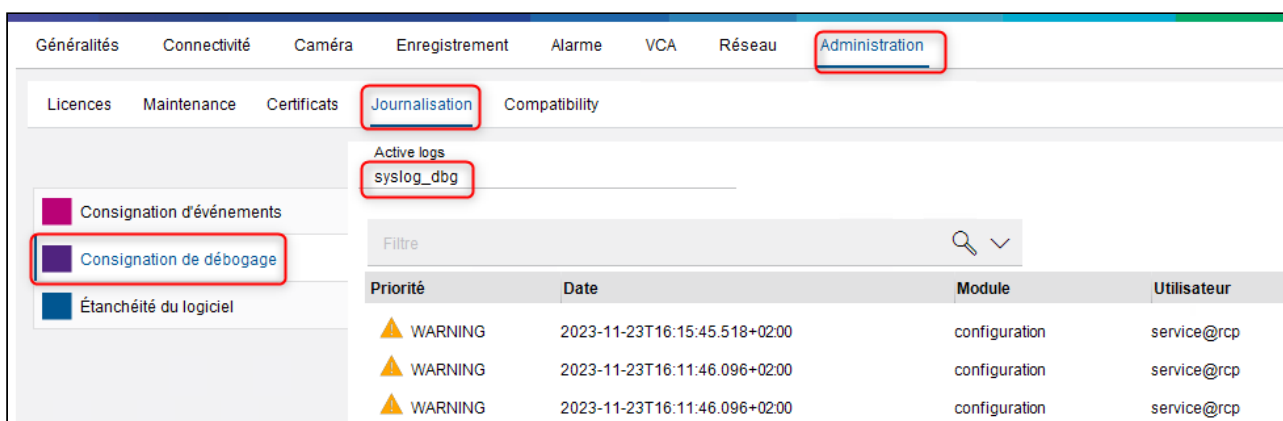 Généralités Connectivité Caméra Enregistrement Alarme VCA Réseau Administration
Licences Maintenance Certificats Journalisation Compatibility
Active logs
syslog_dbg
Consignation d'événements
Consignation de débogage
Étanchéité du logiciel
Filtre
Priorité Date Module Utilisateur
WARNING 2023-11-23T16:15:45.518+02:00 configuration service@rcp
WARNING 2023-11-23T16:11:46.096+02:00 configuration service@rcp
WARNING 2023-11-23T16:11:46.096+02:00 configuration service@rcp